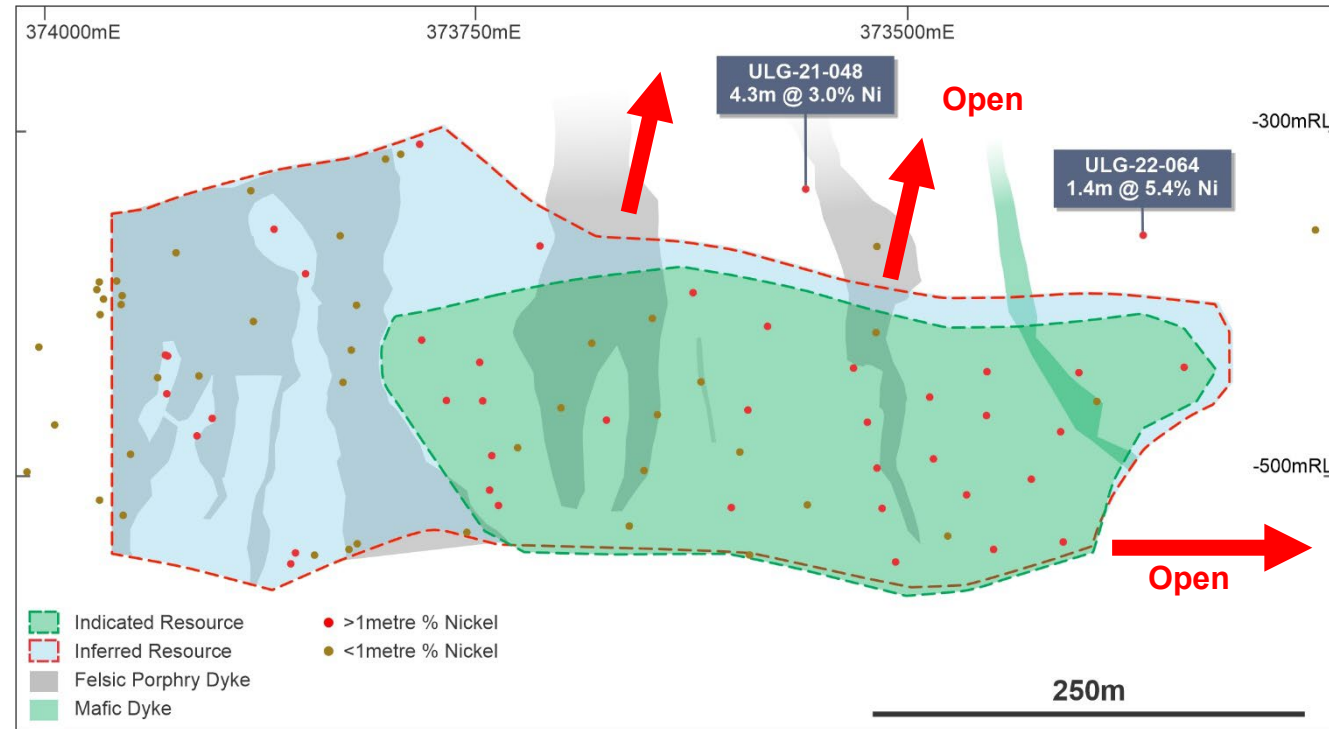 374000mE
373750mE
373500mE
ULG-21-048
4.3m @ 3.0% Ni
Open
-300mRL
ULG-22-064
1.4m @ 5.4% Ni
-500mRL
Open
Indicated Resource
>1metre % Nickel
Inferred Resource
<1metre % Nickel
Felsic Porphry Dyke
Mafic Dyke
250m